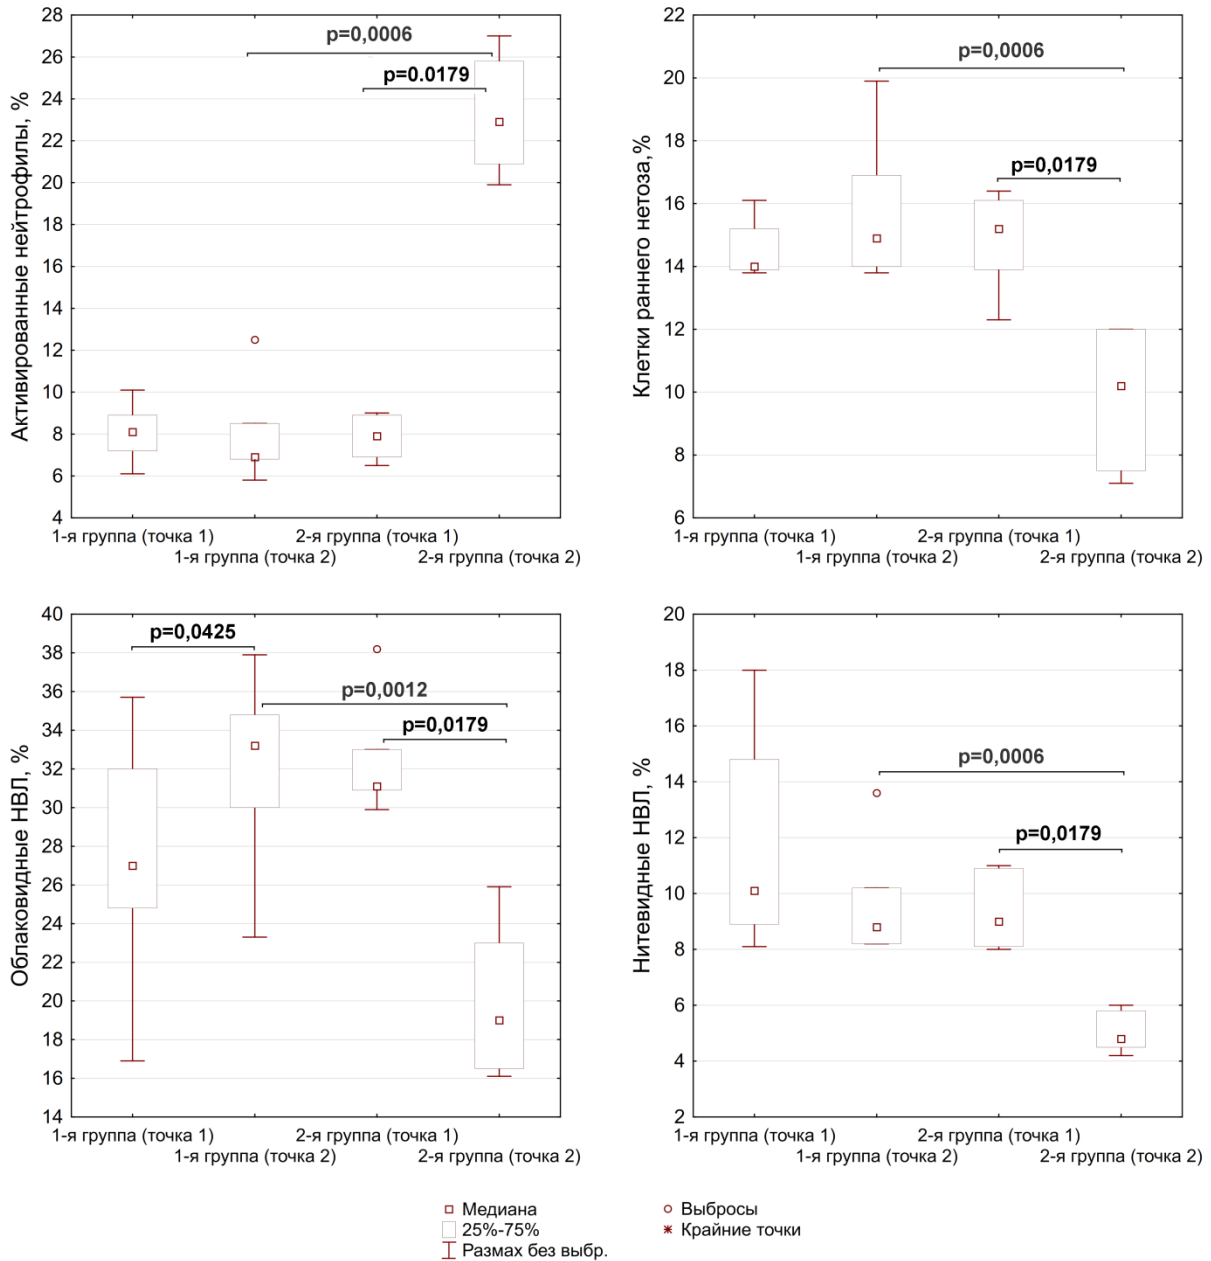 Активированные нейтрофилы, %
28
26
24
22
20
18
16
14
12
10
8
6
4
p=0,0006
p=0.0179
1-я группа (точка 1)
1-я группа (точка 2)
2-я группа (точка 1)
2-я группа (точка 2)
Клетки раннего нетоза,%
22
20
18
16
14
12
10
8
6
p=0,0006
p=0,0179
1-я группа (точка 1)
1-я группа (точка 2)
2-я группа (точка 1)
2-я группа (точка 2)
Облаковидные НВЛ, %
40
38
36
34
32
30
28
26
24
22
20
18
16
14
p=0,0425
p=0,0012
p=0,0179
1-я группа (точка 1)
1-я группа (точка 2)
2-я группа (точка 1)
2-я группа (точка 2)
Нитевидные НВЛ, %
20
18
16
14
12
10
8
6
4
2
p=0,0006
p=0,0179
1-я группа (точка 1)
1-я группа (точка 2)
2-я группа (точка 1)
2-я группа (точка 2)
Медиана
25%-75%
Размах без выбр.
Выбросы
Крайние точки